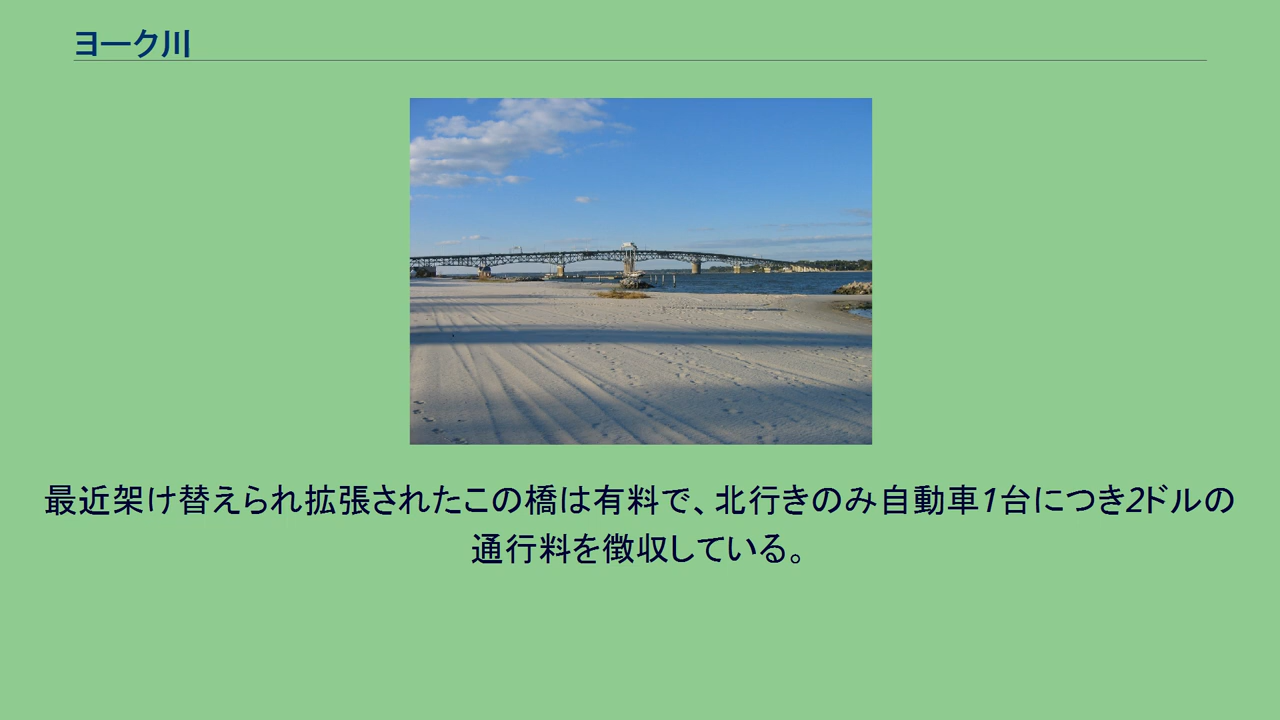 ヨーク川
最近架け替えられ拡張されたこの橋は有料で、北行きのみ自動車1台につき2ドルの
通行料を徴収している。